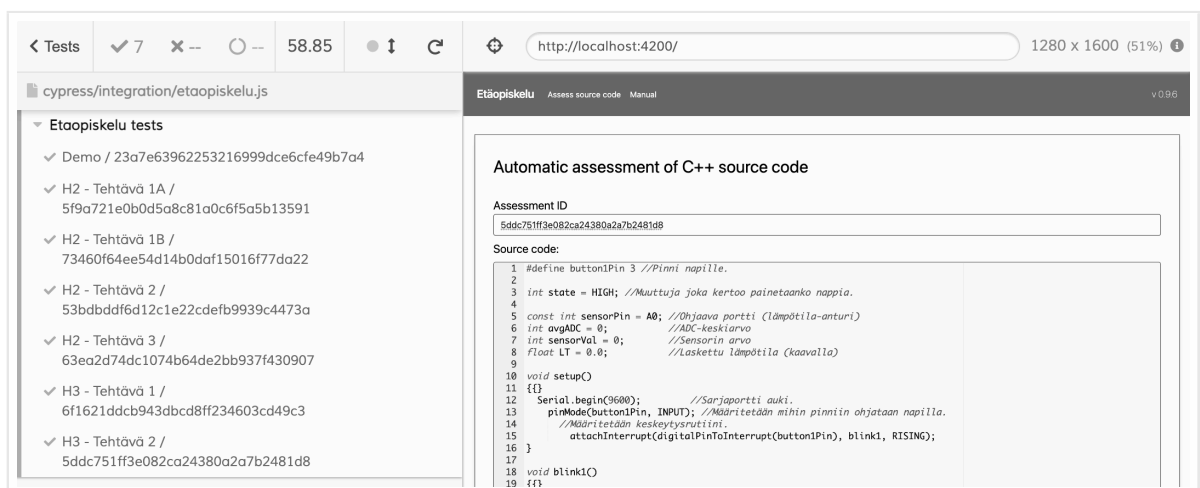 Tests 7 -- -- 58.85
http://localhost:4200/
1280 x 1600 (51%)
cypress/integration/etaopiskelu.js
Etaopiskelu tests
Demo / 23a7e63962253216999dce6cfe49b7a4
H2 - Tehtävä 1A /
5f9a721e0b0d5a8c81a0c6f5a5b13591
H2 - Tehtävä 1B /
73460f64ee54d14b0daf15016f77da22
H2 - Tehtävä 2 /
53bdbddf6d12c1e22cdefb9939c4473a
H2 - Tehtävä 3 /
63ea2d74dc1074b64de2bb937f430907
H3 - Tehtävä 1 /
6f1621ddcb943dbcd8ff234603cd49c3
H3 - Tehtävä 2 /
5ddc751ff3e082ca24380a2a7b2481d8
Etäopiskelu Assess source code Manual v 0.9.6
Automatic assessment of C++ source code
Assessment ID
5ddc751ff3e082ca24380a2a7b2481d8
Source code:
1 #define button1Pin 3 //Pinni napille.
2
3 int state = HIGH; //Muuttuja joka kertoo painetaanko nappia.
4
5 const int sensorPin = A0; //Ohjaava portti (lämpötila-anturi)
6 int avgADC = 0; //ADC-keskiarvo
7 int sensorVal = 0; //Sensorin arvo
8 float LT = 0.0; //Laskettu lämpötila (kaavalla)
9
10 void setup()
11 {{}
12 Serial.begin(9600); //Sarjaportti auki.
13 pinMode(button1Pin, INPUT); //Määritetään mihin pinniin ohjataan napilla.
14 //Määritetään keskeytysrutiini.
15 attachInterrupt(digitalPinToInterrupt(button1Pin), blink1, RISING);
16 }
17
18 void blink1()
19 {{}